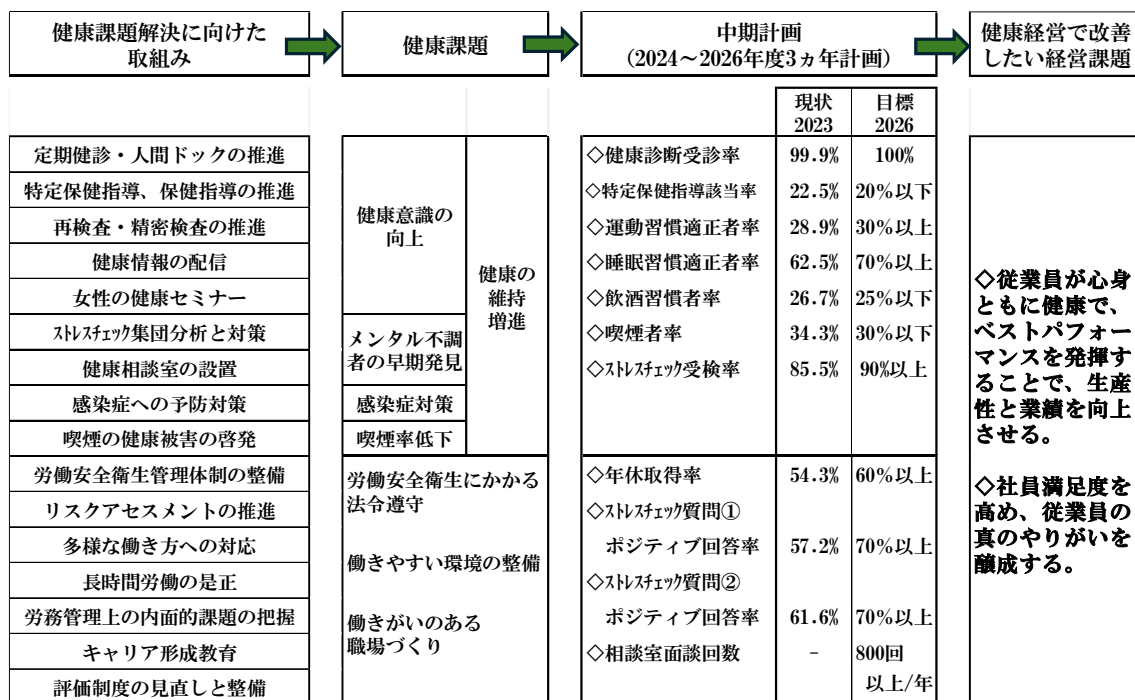 健康課題解決に向けた
取組み
健康課題
中期計画
（2024～2026年度3ヵ年計画）
健康経営で改善
したい経営課題
定期健診・人間ドックの推進
特定保健指導、保健指導の推進
再検査・精密検査の推進
健康情報の配信
女性の健康セミナー
ｽﾄﾚｽﾁｪｯｸ集団分析と対策
健康相談室の設置
感染症への予防対策
喫煙の健康被害の啓発
労働安全衛生管理体制の整備
リスクアセスメントの推進
多様な働き方への対応
長時間労働の是正
労務管理上の内面的課題の把握
キャリア形成教育
評価制度の見直しと整備
健康意識の
向上
メンタル不調
者の早期発見
感染症対策
喫煙率低下
健康の
維持
増進
労働安全衛生にかかる
法令遵守
働きやすい環境の整備
働きがいのある
職場づくり
現状 目標
2023 2026
◇健康診断受診率 99.9% 100%
◇特定保健指導該当率 22.5% 20%以下
◇運動習慣適正者率 28.9% 30%以上
◇睡眠習慣適正者率 62.5% 70%以上
◇飲酒習慣者率 26.7% 25%以下
◇喫煙者率 34.3% 30%以下
◇ｽﾄﾚｽﾁｪｯｸ受検率 85.5% 90%以上
◇年休取得率 54.3% 60%以上
◇ｽﾄﾚｽﾁｪｯｸ質問①
ポジティブ回答率 57.2% 70%以上
◇ｽﾄﾚｽﾁｪｯｸ質問②
ポジティブ回答率 61.6% 70%以上
◇相談室面談回数 － 800回
以上/年
◇従業員が心身
ともに健康で、
ベストパフォー
マンスを発揮す
ることで、生産
性と業績を向上
させる。
◇社員満足度を
高め、従業員の
真のやりがいを
醸成する。